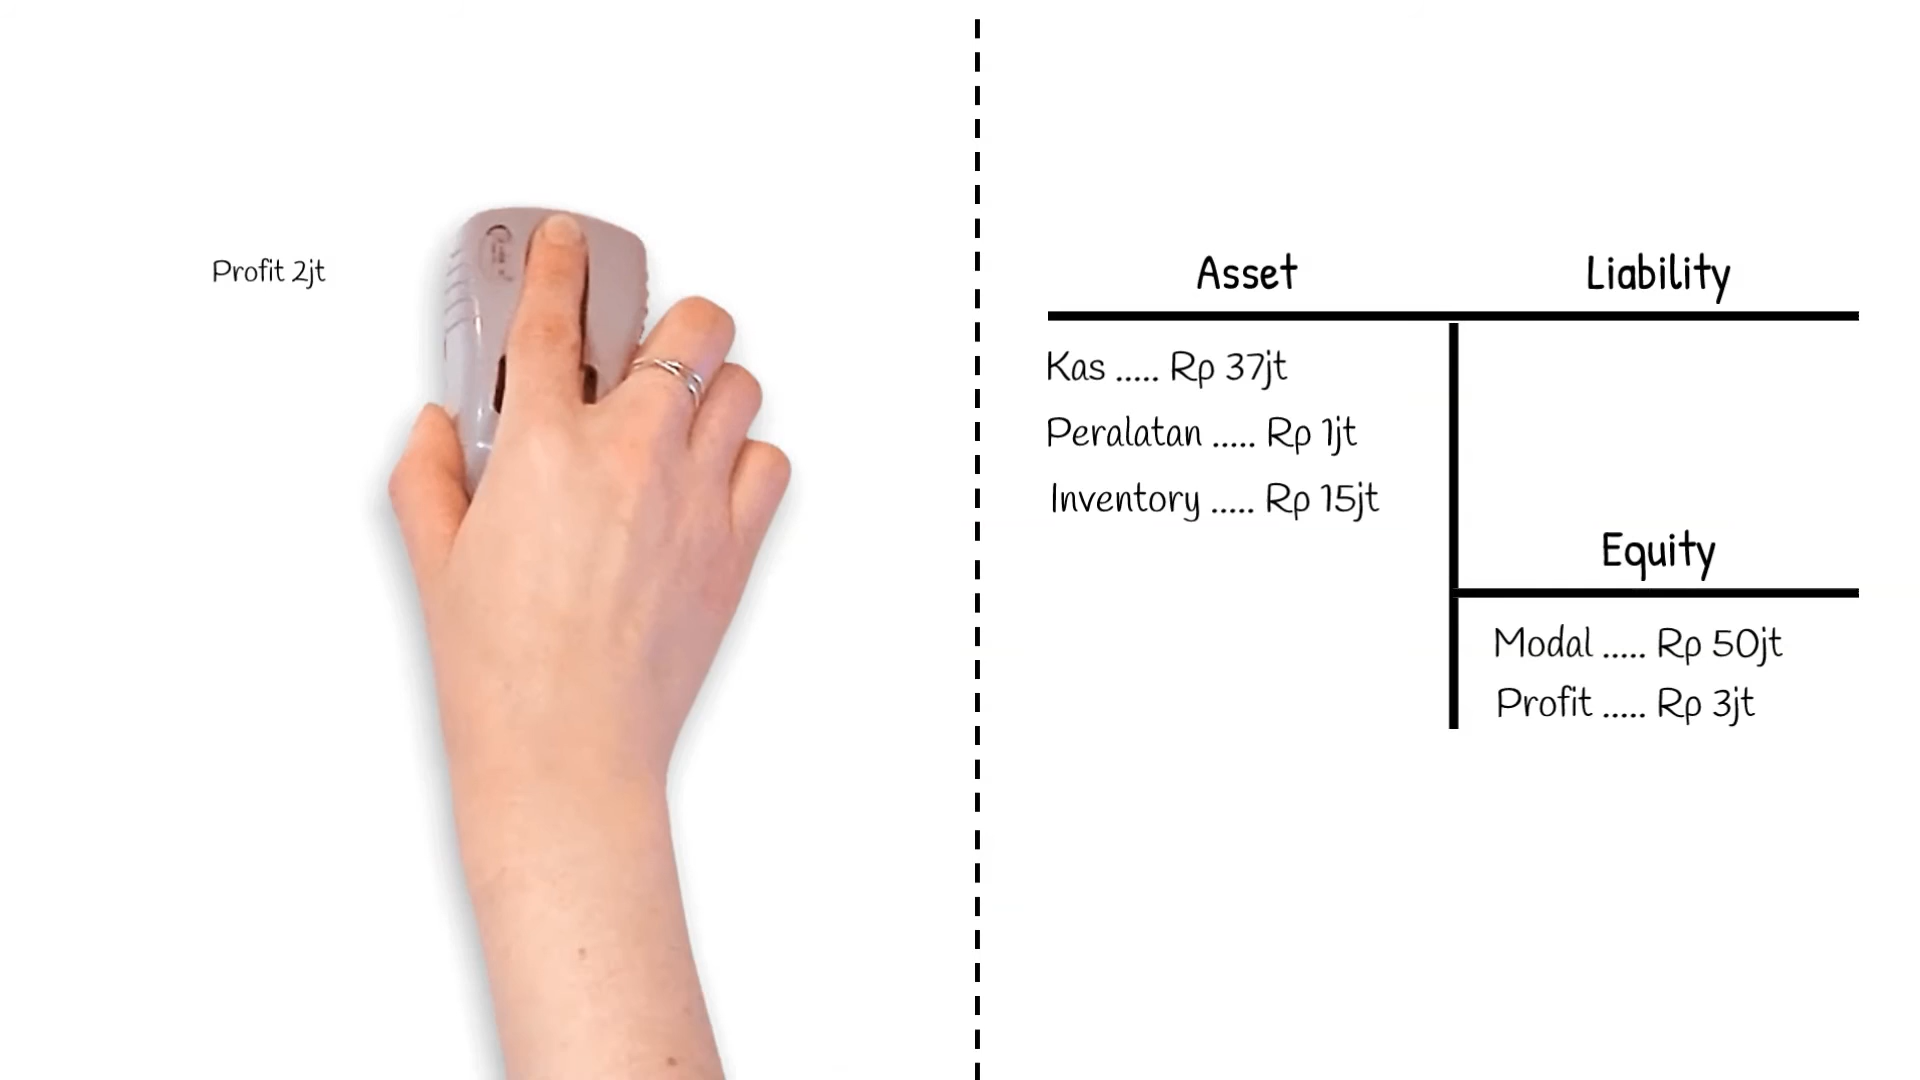 Profit 2jt
Asset
Liability
Kas ..... Rp 37jt
Peralatan ..... Rp 1jt
Inventory ..... Rp 15jt
Equity
Modal ..... Rp 50jt
Profit ..... Rp 3jt